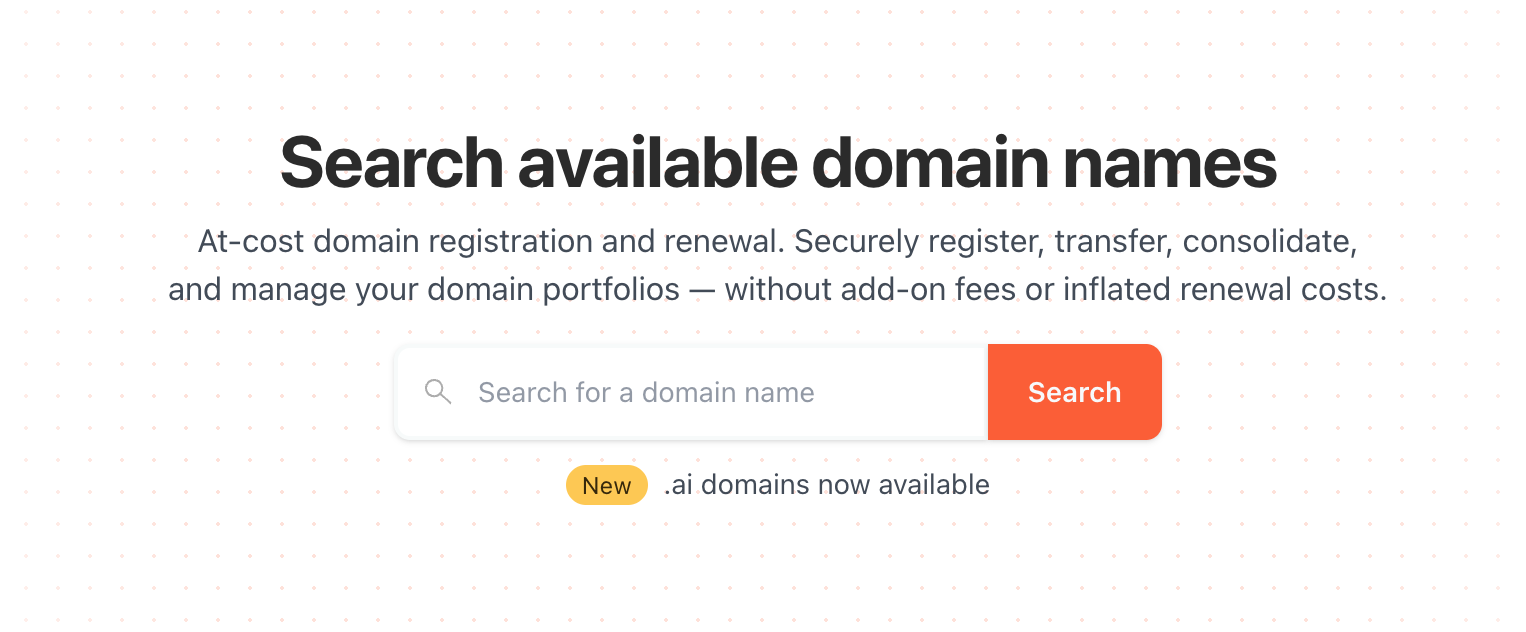 Search available domain names
At-cost domain registration and renewal. Securely register, transfer, consolidate,
and manage your domain portfolios — without add-on fees or inflated renewal costs.
Search for a domain name
Search
New .ai domains now available